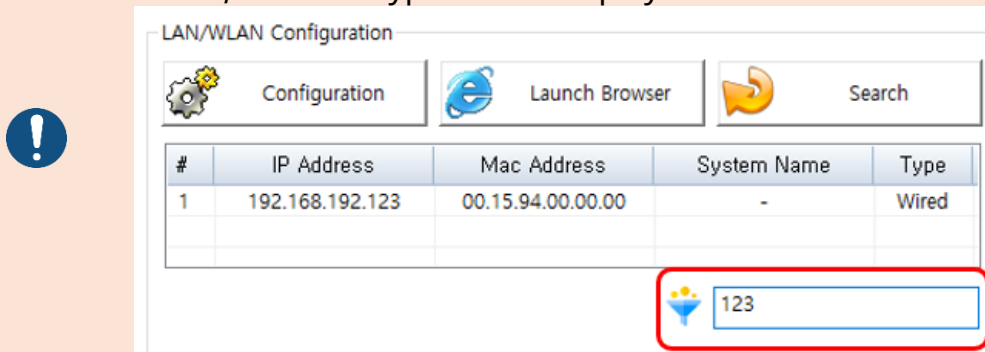 LAN/WLAN Configuration
Configuration Launch Browser Search
# IP Address Mac Address System Name Type
1 192.168.192.123 00.15.94.00.00.00 - Wired
123